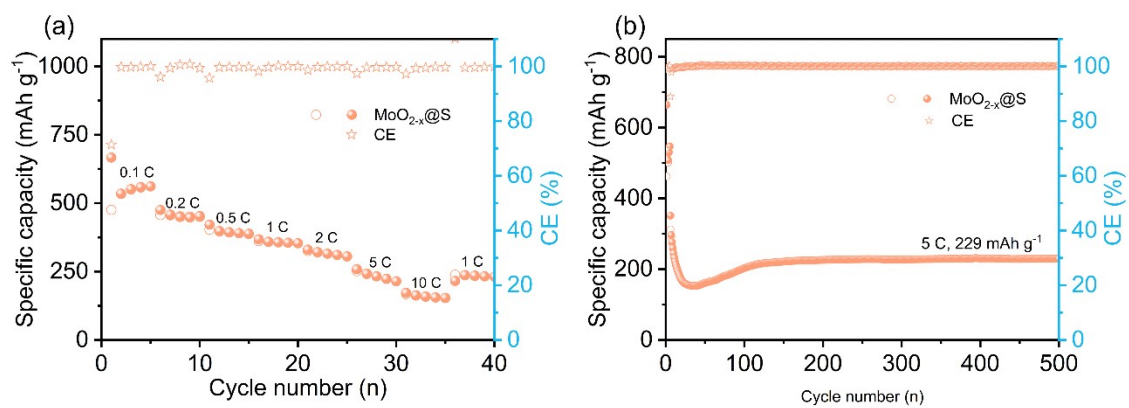 (a)
Specific capacity (mAh g⁻¹)
1000
750
500
250
0
0 10 20 30 40
Cycle number (n)
100
80
60
40
20
0
CE (%)
MoO₂₋ₓ@S
CE
0.1 C
0.2 C
0.5 C
1 C
2 C
5 C
10 C
1 C
(b)
Specific capacity (mAh g⁻¹)
800
600
400
200
0
0 100 200 300 400 500
Cycle number (n)
100
80
60
40
20
0
CE (%)
MoO₂₋ₓ@S
CE
5 C, 229 mAh g⁻¹